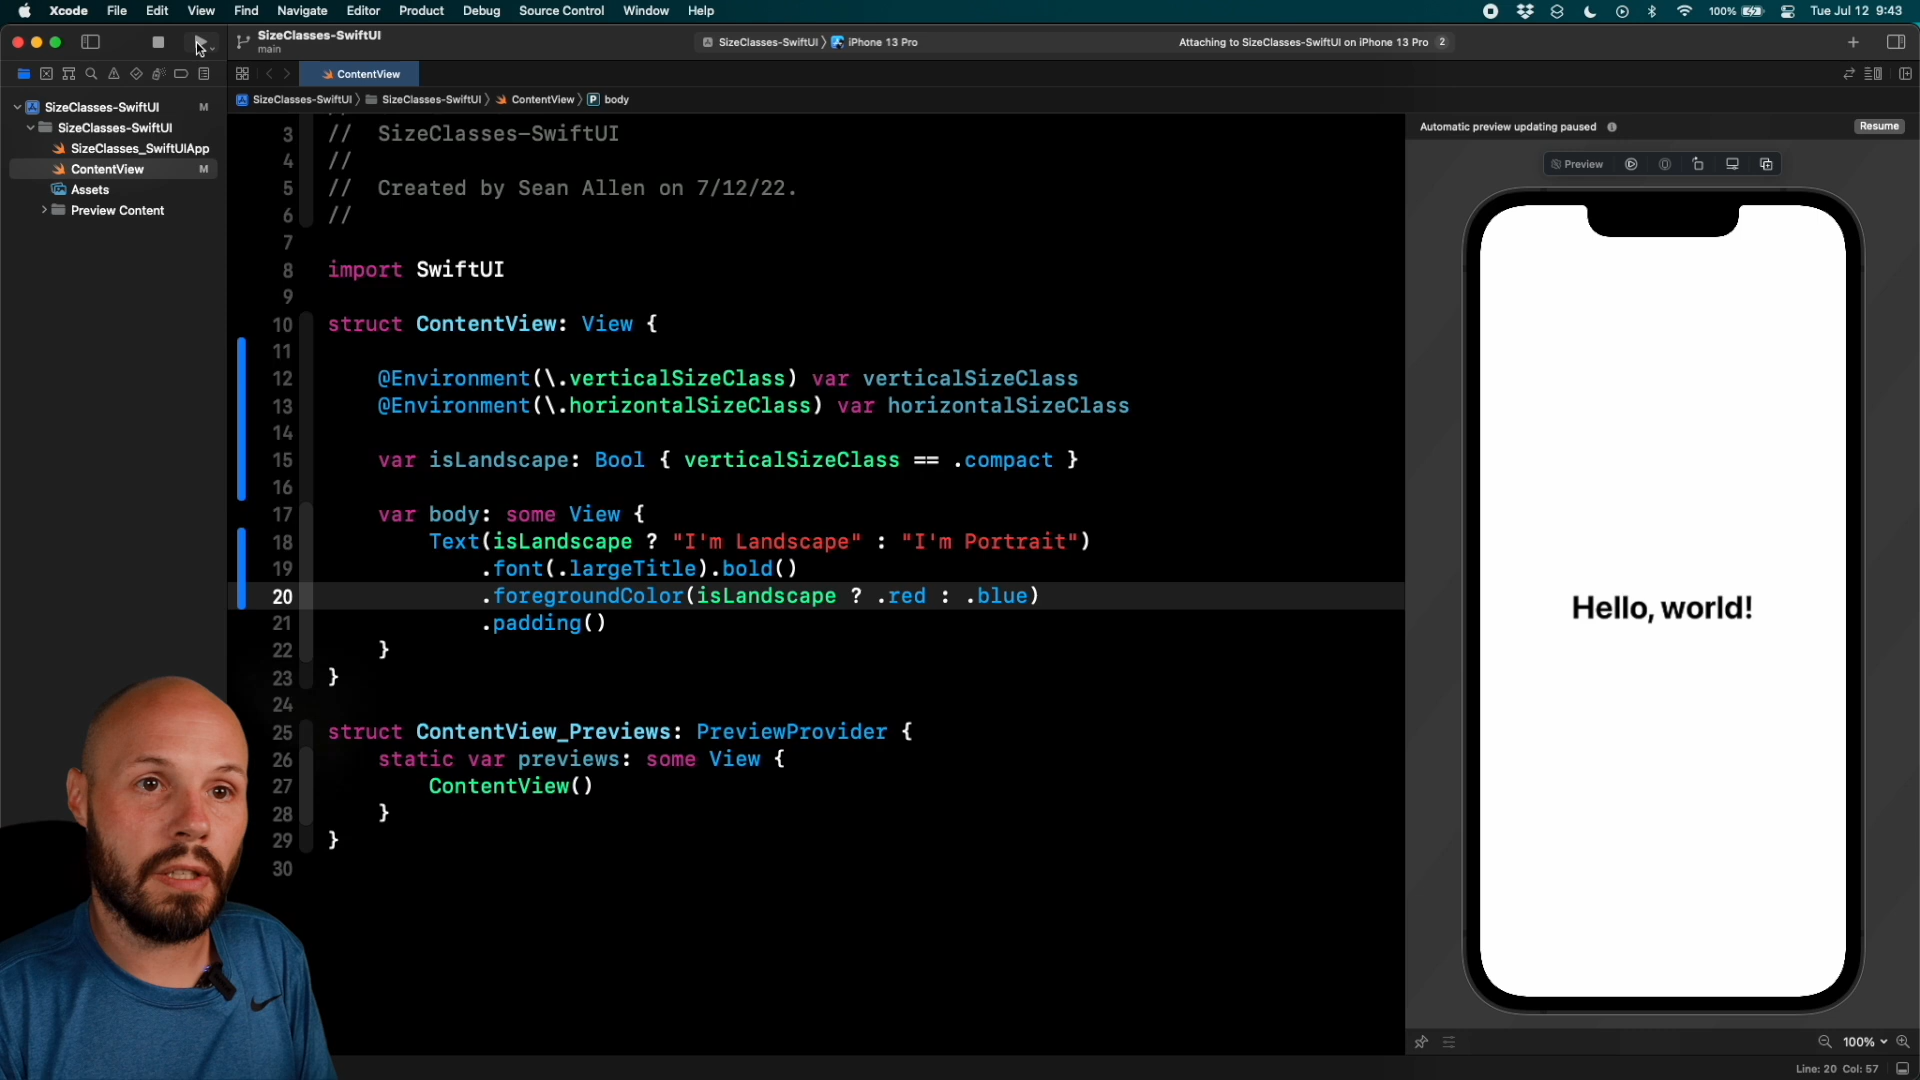 Xcode File Edit View Find Navigate Editor Product Debug Source Control Window Help
100% Tue Jul 12 9:43
SizeClasses-SwiftUI
main
SizeClasses-SwiftUI 〉 iPhone 13 Pro
Attaching to SizeClasses-SwiftUI on iPhone 13 Pro 2
ContentView
SizeClasses-SwiftUI M
SizeClasses-SwiftUI
SizeClasses_SwiftUIApp
ContentView M
Assets
Preview Content
SizeClasses-SwiftUI 〉 SizeClasses-SwiftUI 〉 ContentView 〉 P body
3 //  SizeClasses-SwiftUI
4 //
5 //  Created by Sean Allen on 7/12/22.
6 //
7
8 import SwiftUI
9
10 struct ContentView: View {
11
12     @Environment(\.verticalSizeClass) var verticalSizeClass
13     @Environment(\.horizontalSizeClass) var horizontalSizeClass
14
15     var isLandscape: Bool { verticalSizeClass == .compact }
16
17     var body: some View {
18         Text(isLandscape ? "I'm Landscape" : "I'm Portrait")
19             .font(.largeTitle).bold()
20             .foregroundColor(isLandscape ? .red : .blue)
21             .padding()
22     }
23 }
24
25 struct ContentView_Previews: PreviewProvider {
26     static var previews: some View {
27         ContentView()
28     }
29 }
30
Automatic preview updating paused Resume
Preview
Hello, world!
100%
Line: 20 Col: 57